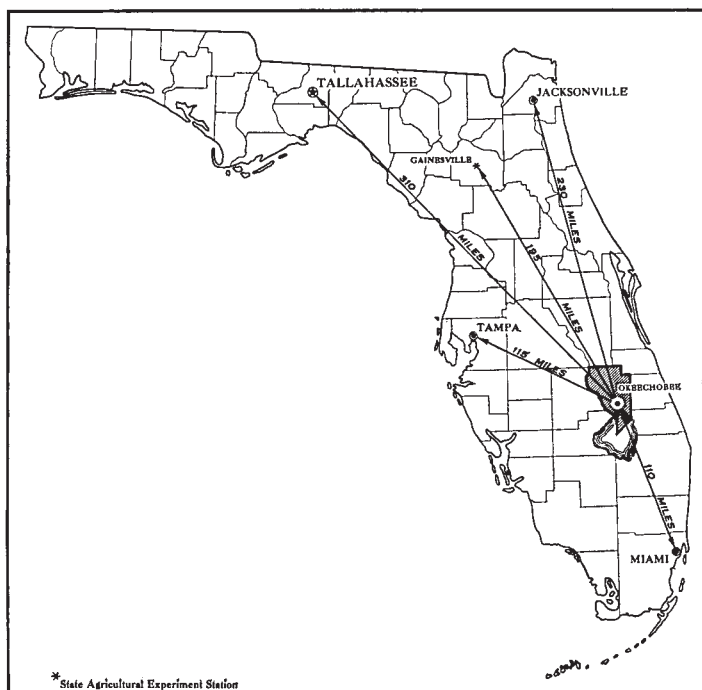 TALLAHASSEE
JACKSONVILLE
GAINESVILLE
310
MILES
195
MILES
230
MILES
TAMPA
115 MILES
OKEECHOBEE
110
MILES
MIAMI
*State Agricultural Experiment Station